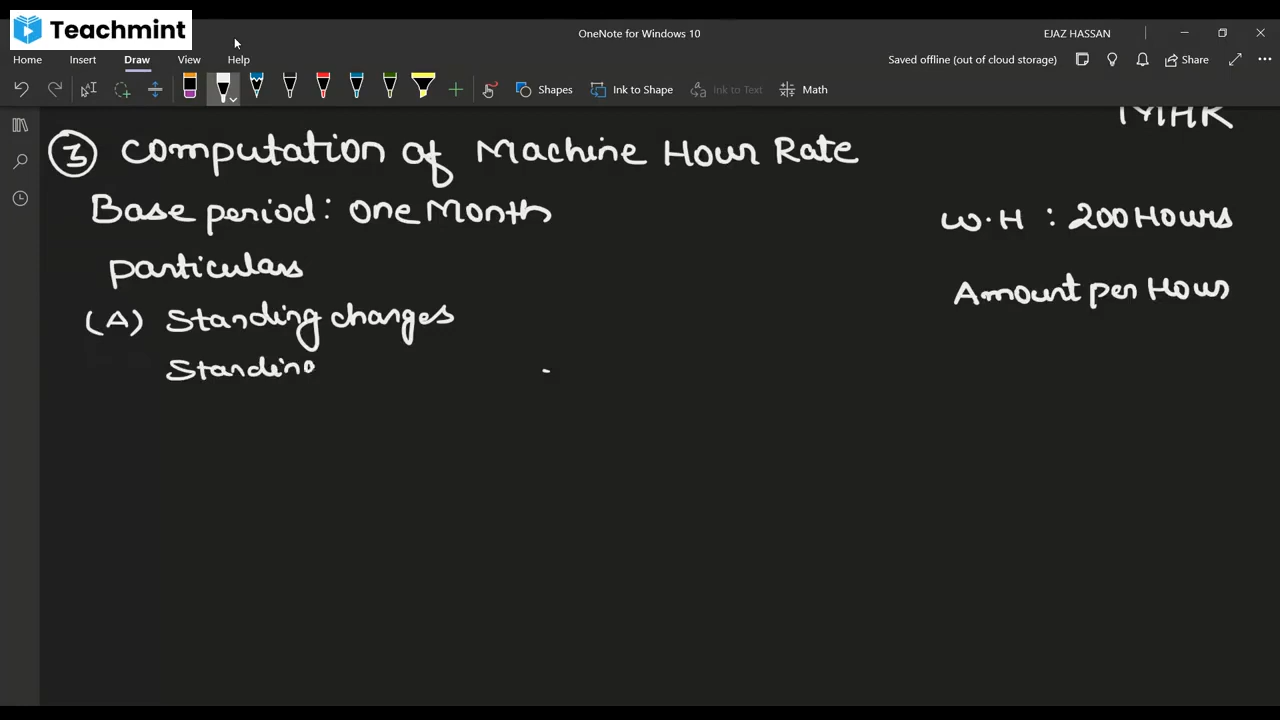 Teachmint
OneNote for Windows 10
EJAZ HASSAN
Home
Insert
Draw
View
Help
Saved offline (out of cloud storage)
Share
Shapes
Ink to Shape
Ink to Text
Math
MHR
3 Computation of Machine Hour Rate
Base period: One Month
W.H : 200 Hours
particulars
Amount per Hour
(A) Standing charges
Standing